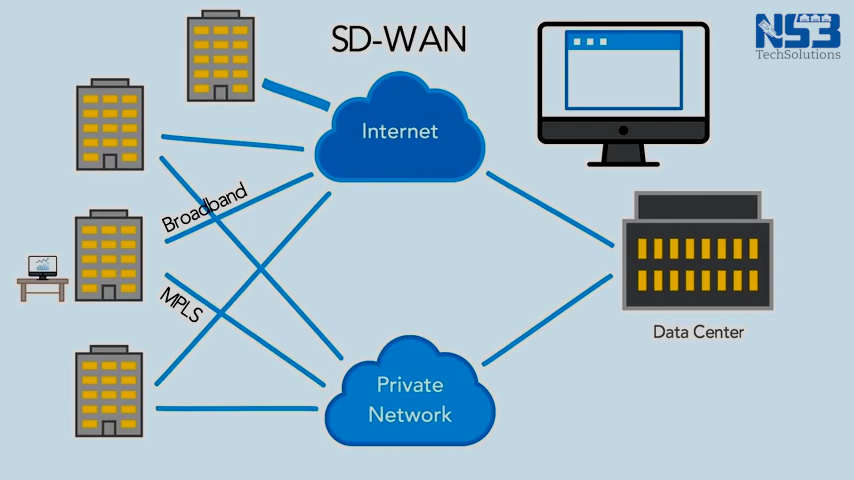 SD-WAN
NS3
TechSolutions
Internet
Broadband
MPLS
Data Center
Private
Network